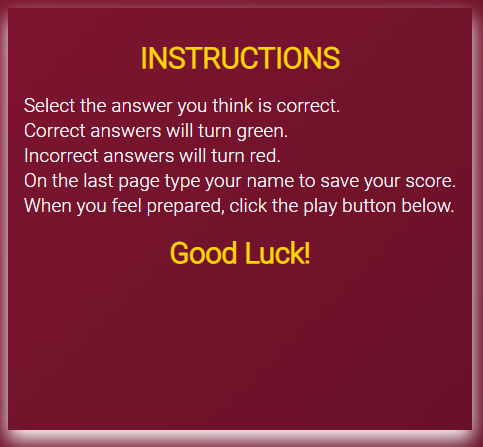 INSTRUCTIONS
Select the answer you think is correct.
Correct answers will turn green.
Incorrect answers will turn red.
On the last page type your name to save your score.
When you feel prepared, click the play button below.
Good Luck!